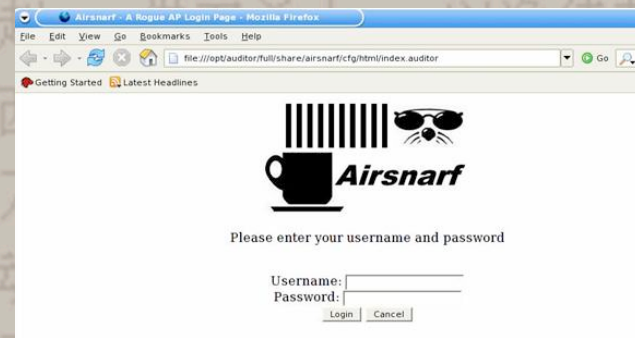 Airsnarf - A Rogue AP Login Page - Mozilla Firefox
File Edit View Go Bookmarks Tools Help
file:///opt/auditor/full/share/airsnarf/cfg/html/index.auditor Go
Getting Started Latest Headlines
Airsnarf
Please enter your username and password
Username:
Password:
Login Cancel